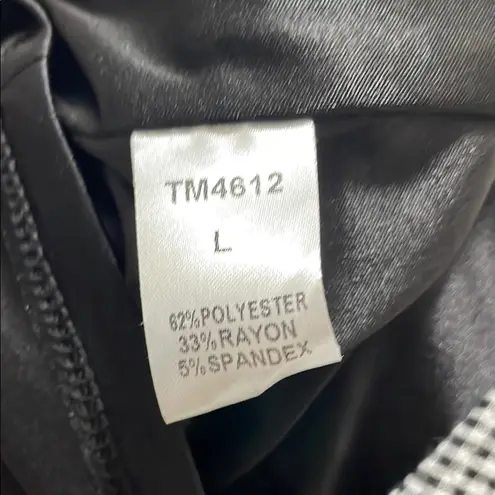 TM4612
L
62%POLYESTER
33%RAYON
5%SPANDEX